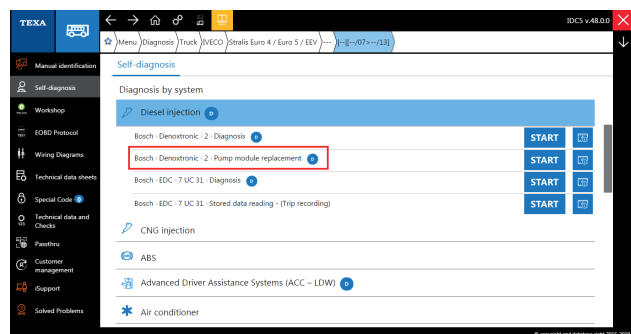 TEXA
IDC5 v.48.0.0
Menu Diagnosis Truck IVECO Stralis Euro 4 / Euro 5 / EEV --- |--|[--/07>--/13]
Manual identification
Self-diagnosis
Workshop
EOBD Protocol
Wiring Diagrams
Technical data sheets
Special Code
Technical data and
Checks
Passthru
Customer
management
iSupport
Solved Problems
Self-diagnosis
Diagnosis by system
Diesel injection D
Bosch - Denoxtronic - 2 - Diagnosis D START
Bosch - Denoxtronic - 2 - Pump module replacement D START
Bosch - EDC - 7 UC 31 - Diagnosis D START
Bosch - EDC - 7 UC 31 - Stored data reading - (Trip recording) START
CNG injection
ABS
Advanced Driver Assistance Systems (ACC – LDW) D
Air conditioner